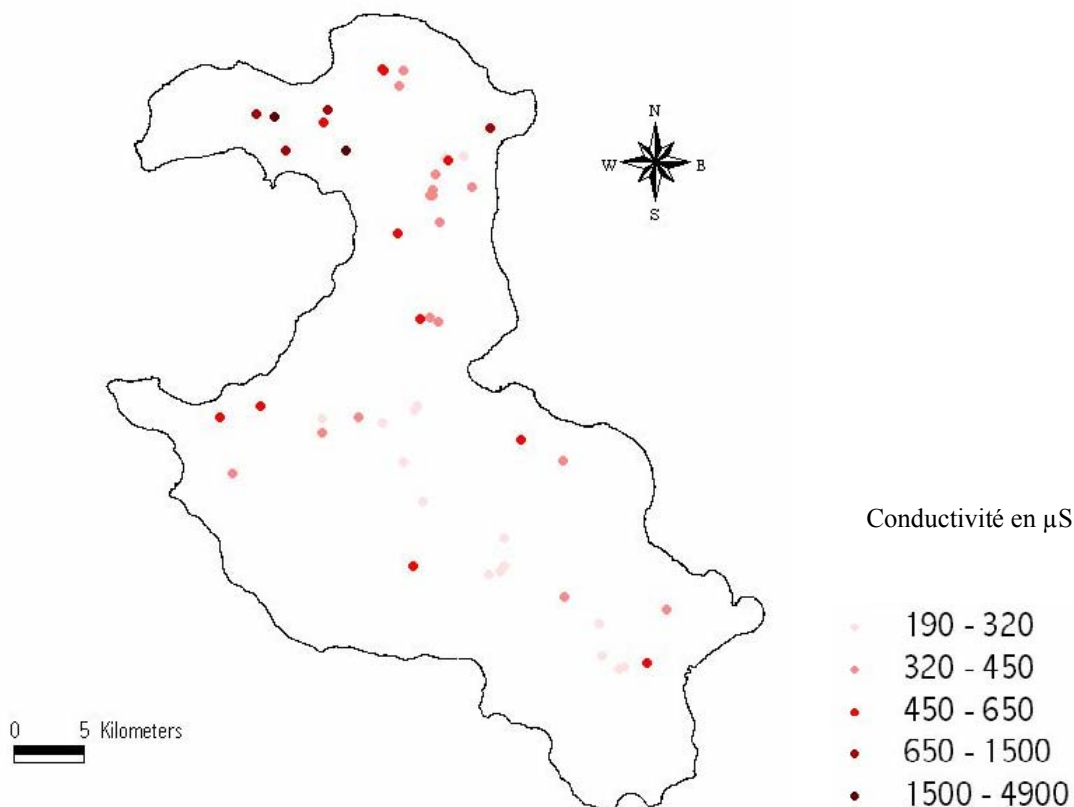 N
W E
S
Conductivité en µS
190 - 320
320 - 450
450 - 650
650 - 1500
1500 - 4900
0 5 Kilometers